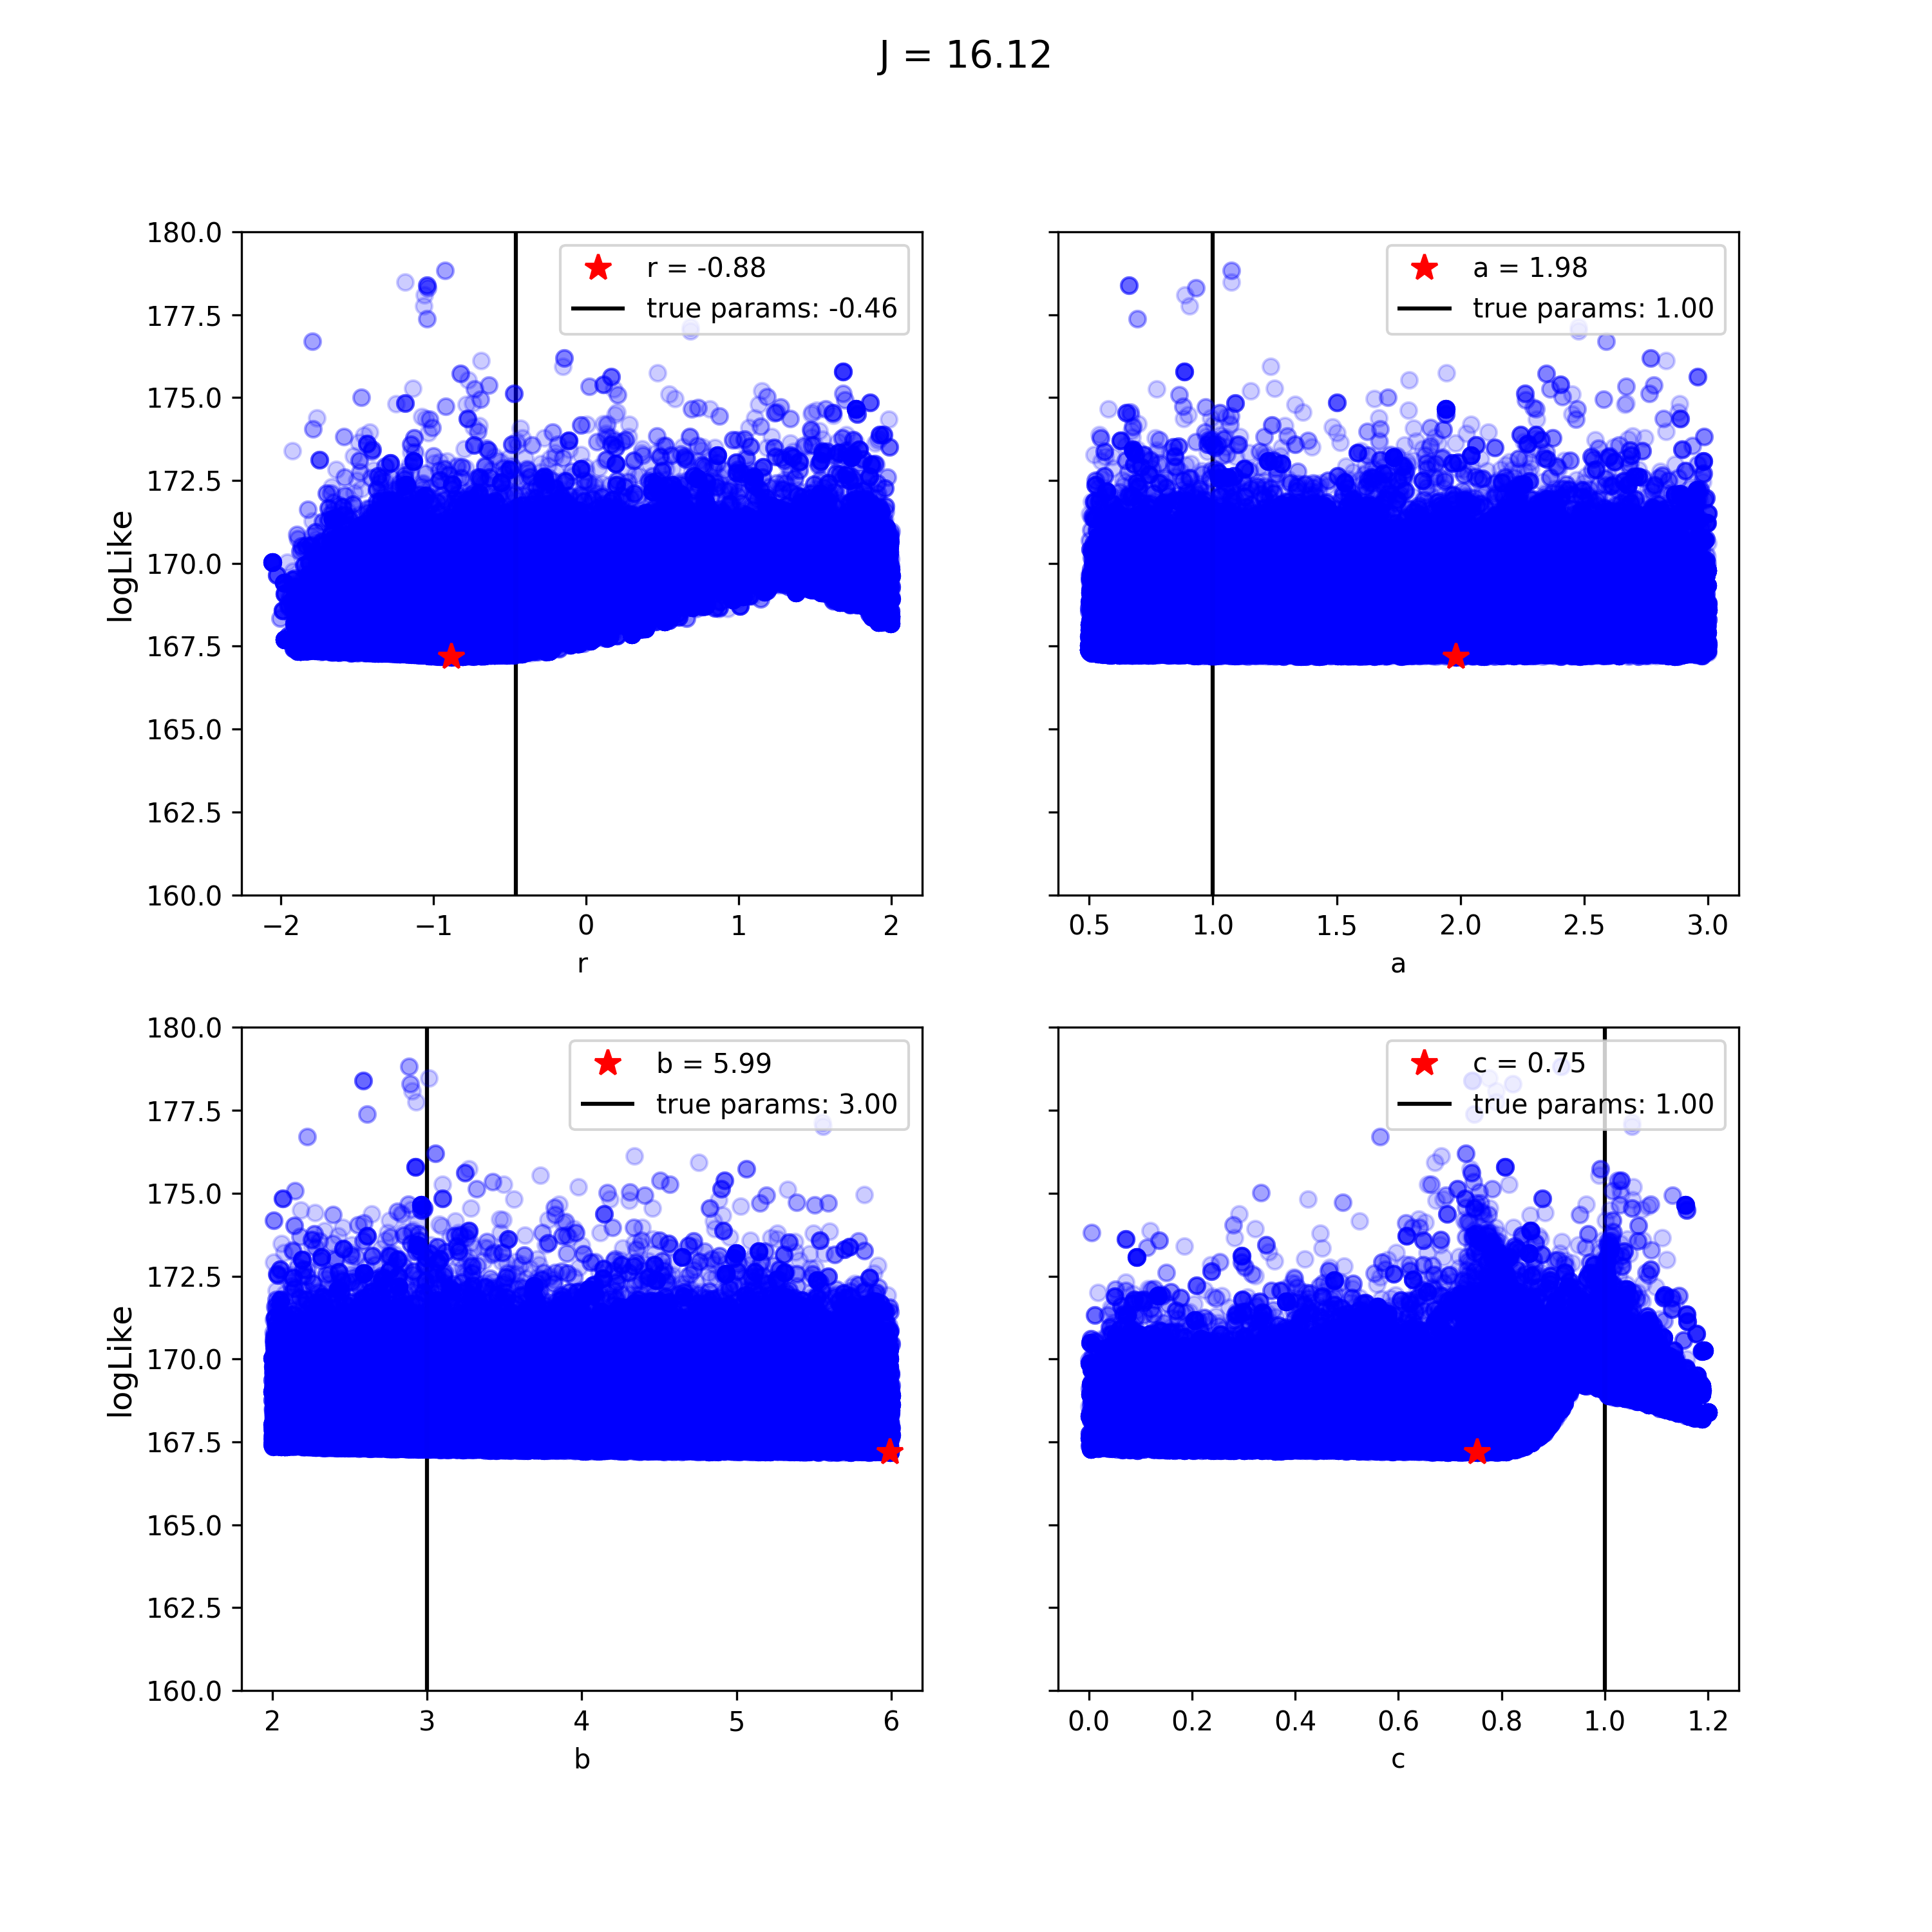 J = 16.12
180.0
177.5
175.0
172.5
170.0
167.5
165.0
162.5
160.0
logLike
r = -0.88
true params: -0.46
−2
−1
0
1
2
r
a = 1.98
true params: 1.00
0.5
1.0
1.5
2.0
2.5
3.0
a
180.0
177.5
175.0
172.5
170.0
167.5
165.0
162.5
160.0
logLike
b = 5.99
true params: 3.00
2
3
4
5
6
b
c = 0.75
true params: 1.00
0.0
0.2
0.4
0.6
0.8
1.0
1.2
c